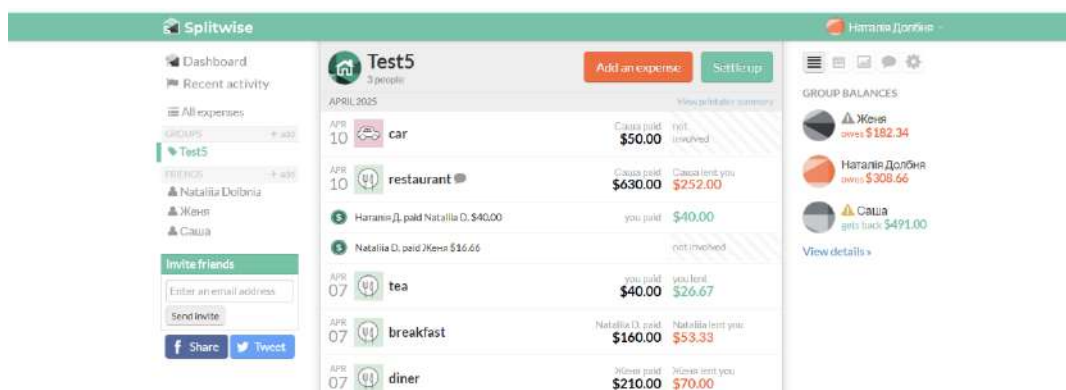 Splitwise
Наталія Долбня
Dashboard
Recent activity
All expenses
GROUPS + add
Test5
FRIENDS + add
Nataliia Dolbnia
Женя
Саша
Invite friends
Enter an email address
Send invite
Share
Tweet
Test5
3 people
Add an expense
Settle up
APRIL 2025
View printable summary
APR 10 car Саша paid $50.00 not involved
APR 10 restaurant Саша paid $630.00 Саша lent you $252.00
Наталія Д. paid Nataliia D. $40.00 you paid $40.00
Nataliia D. paid Женя $16.66 not involved
APR 07 tea you paid $40.00 you lent $26.67
APR 07 breakfast Nataliia D. paid $160.00 Nataliia lent you $53.33
APR 07 diner Женя paid $210.00 Женя lent you $70.00
GROUP BALANCES
Женя
owes $182.34
Наталія Долбня
owes $308.66
Саша
gets back $491.00
View details »